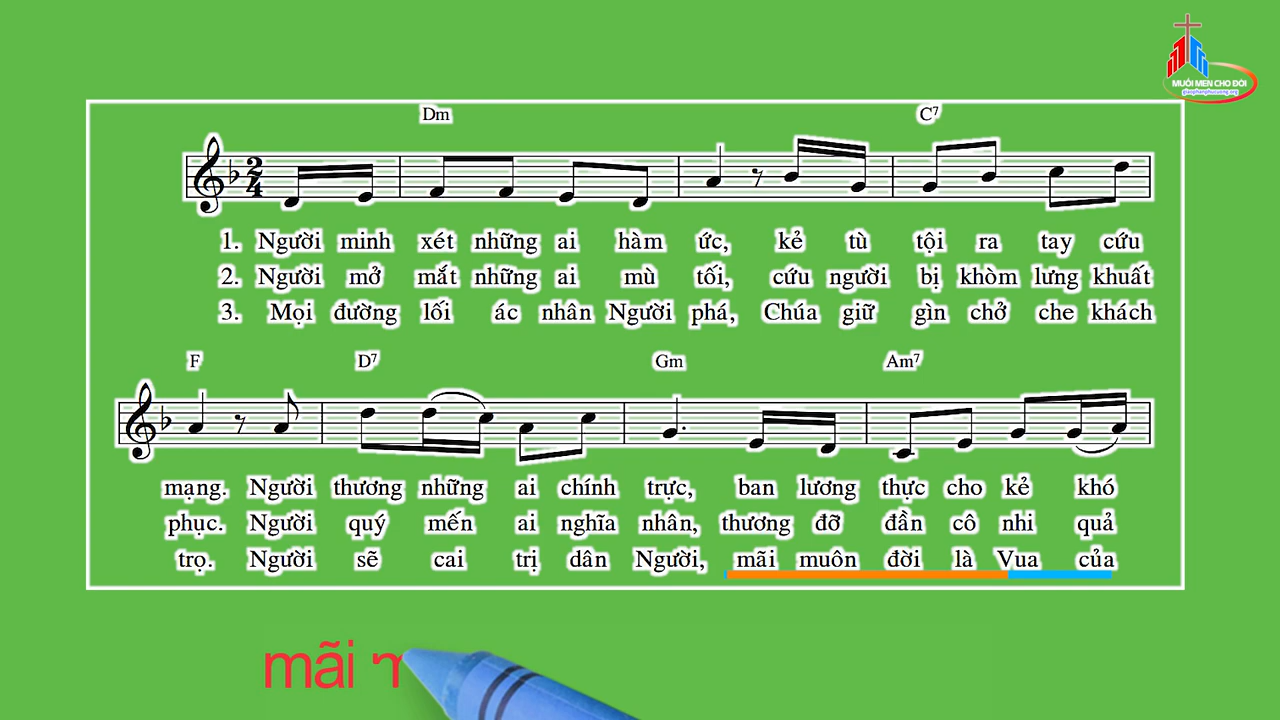 MUỐI MEN CHO ĐỜI
giaophanphucuong.org
Dm C7
2
4
1. Người minh xét những ai hàm ức, kẻ tù tội ra tay cứu
2. Người mở mắt những ai mù tối, cứu người bị khòm lưng khuất
3. Mọi đường lối ác nhân Người phá, Chúa giữ gìn chở che khách
F D7 Gm Am7
mạng. Người thương những ai chính trực, ban lương thực cho kẻ khó
phục. Người quý mến ai nghĩa nhân, thương đỡ đần cô nhi quả
trọ. Người sẽ cai trị dân Người, mãi muôn đời là Vua của
mãi